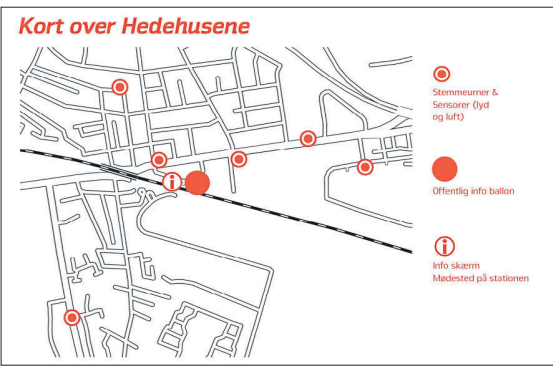 Kort over Hedehusene
Stemmeurner &
Sensorer (lyd
og luft)
Offentlig info ballon
Info skærm
Mødested på stationen